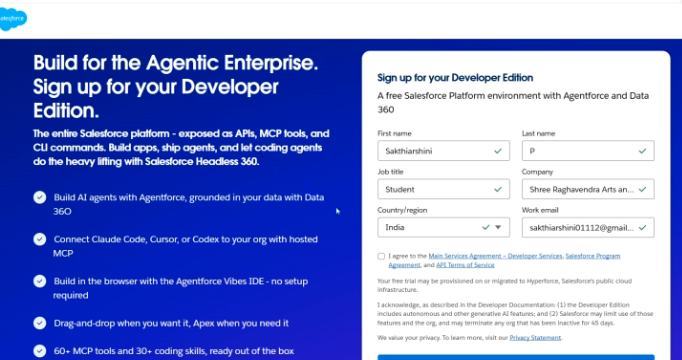 salesforce
Build for the Agentic Enterprise.
Sign up for your Developer
Edition.
The entire Salesforce platform - exposed as APIs, MCP tools, and
CLI commands. Build apps, ship agents, and let coding agents
do the heavy lifting with Salesforce Headless 360.
Build AI agents with Agentforce, grounded in your data with Data
360
Connect Claude Code, Cursor, or Codex to your org with hosted
MCP
Build in the browser with the Agentforce Vibes IDE - no setup
required
Drag-and-drop when you want it, Apex when you need it
60+ MCP tools and 30+ coding skills, ready out of the box
Sign up for your Developer Edition
A free Salesforce Platform environment with Agentforce and Data
360
First name
Last name
Sakthiarshini
P
Job title
Company
Student
Shree Raghavendra Arts an...
Country/region
Work email
India
sakthiarshini01112@gmail...
I agree to the Main Services Agreement – Developer Services, Salesforce Program
Agreement, and API Terms of Service
Your free trial may be provisioned on or migrated to Hyperforce, Salesforce's public cloud
infrastructure.
I acknowledge, as described in the Developer Documentation: (1) the Developer Edition
includes autonomous and other generative AI features; and (2) Salesforce may limit use of those
features and the org, and may terminate any org that has been inactive for 45 days.
We value your privacy. To learn more, visit our Privacy Statement.